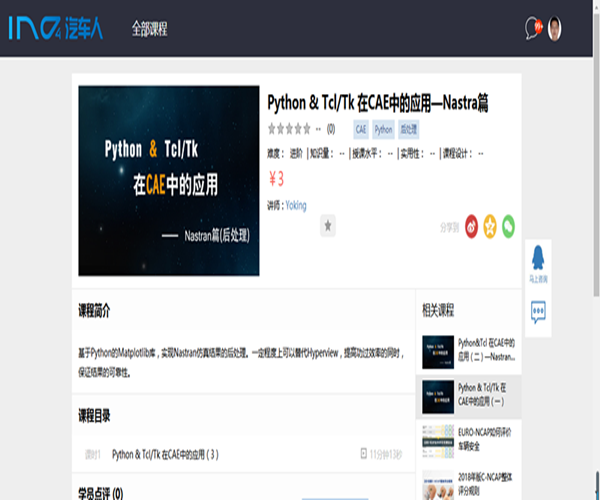 INO4 汽车人
全部课程
99+
Python & Tcl/Tk
在CAE中的应用
—— Nastran篇(后处理)
Python & Tcl/Tk 在CAE中的应用—Nastra篇
-- (0) CAE Python 后处理
难度： 进阶 | 知识量： -- | 授课水平： -- | 实用性： -- | 课程设计： --
¥3
讲师：Yoking
分享到
马上咨询
课程简介
基于Python的Matplotlib库，实现Nastran仿真结果的后处理。一定程度上可以替代Hyperview，提高功过效率的同时，
保证结果的可靠性。
课程目录
课时1 Python & Tcl/Tk 在CAE中的应用（3） 11分钟13秒
学员点评 (0)
相关课程
Python&Tcl 在CAE中的
应用（二）—Nastran...
Python & Tcl/Tk 在
CAE中的应用（一）
EURO-NCAP如何评价
车辆安全
2018年版C-NCAP整体
评分规则